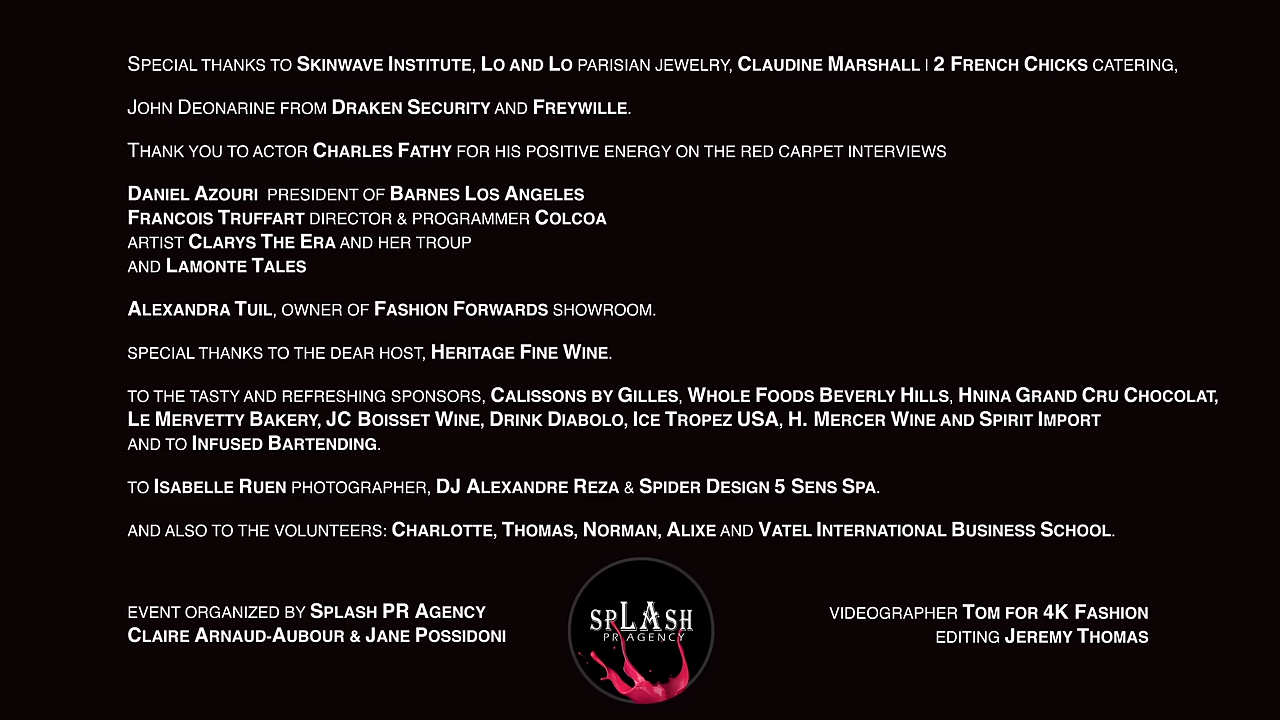 Special thanks to Skinwave Institute, Lo and Lo parisian jewelry, Claudine Marshall | 2 French Chicks catering,
John Deonarine from Draken Security and Freywille.
Thank you to actor Charles Fathy for his positive energy on the red carpet interviews
Daniel Azouri president of Barnes Los Angeles
Francois Truffart director & programmer Colcoa
artist Clarys The Era and her troup
and Lamonte Tales
Alexandra Tuil, owner of Fashion Forwards showroom.
special thanks to the dear host, Heritage Fine Wine.
to the tasty and refreshing sponsors, Calissons by Gilles, Whole Foods Beverly Hills, Hnina Grand Cru Chocolat,
Le Mervetty Bakery, JC Boisset Wine, Drink Diabolo, Ice Tropez USA, H. Mercer Wine and Spirit Import
and to Infused Bartending.
to Isabelle Ruen photographer, DJ Alexandre Reza & Spider Design 5 Sens Spa.
and also to the volunteers: Charlotte, Thomas, Norman, Alixe and Vatel International Business School.
event organized by Splash PR Agency
Claire Arnaud-Aubour & Jane Possidoni
SPLASH
PR AGENCY
videographer Tom for 4K Fashion
editing Jeremy Thomas